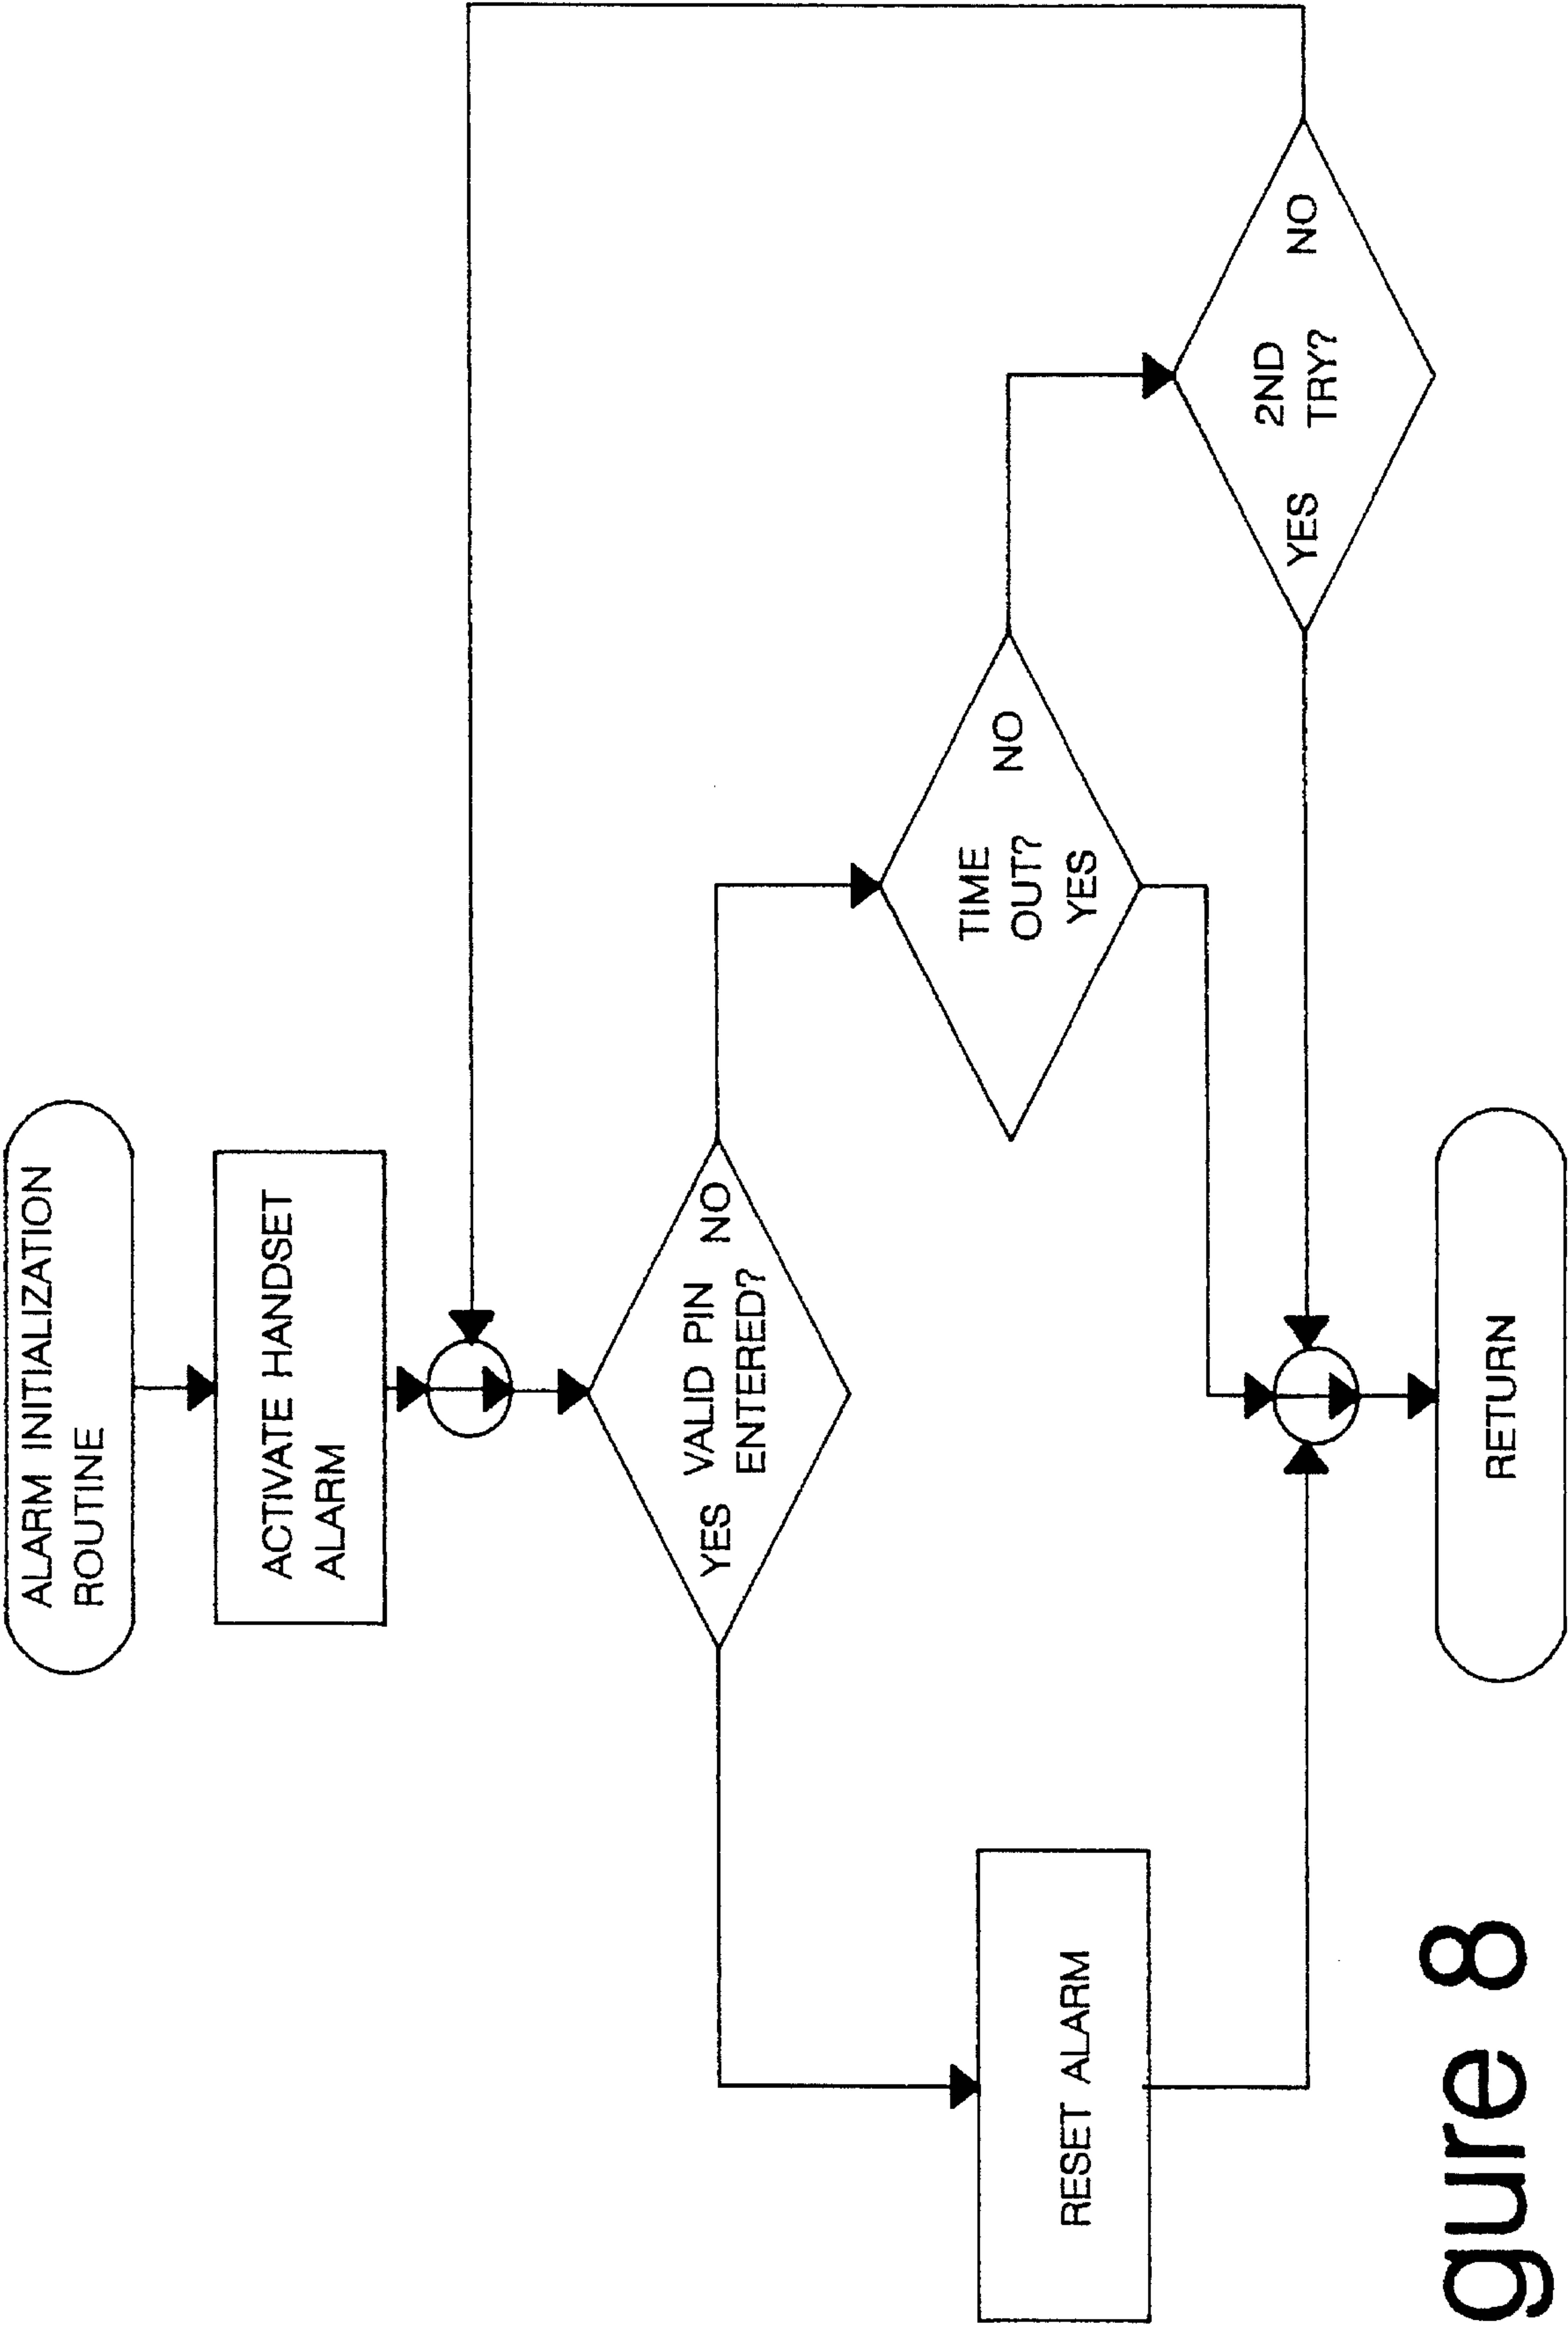 ALARM INITIALIZATION
ROUTINE
ACTIVATE HANDSET
ALARM
YES VALID PIN NO
ENTERED?
TIME
OUT? NO
YES
2ND
YES TRY? NO
RESET ALARM
RETURN
gure 8